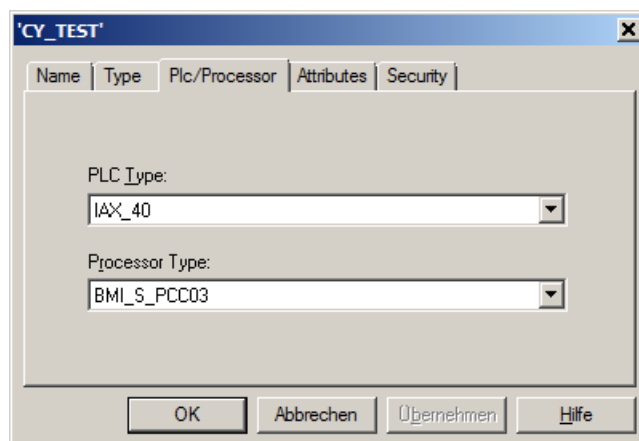 'CY_TEST'
Name Type Plc/Processor Attributes Security
PLC Type:
IAX_40
Processor Type:
BMI_S_PCC03
OK Abbrechen Übernehmen Hilfe